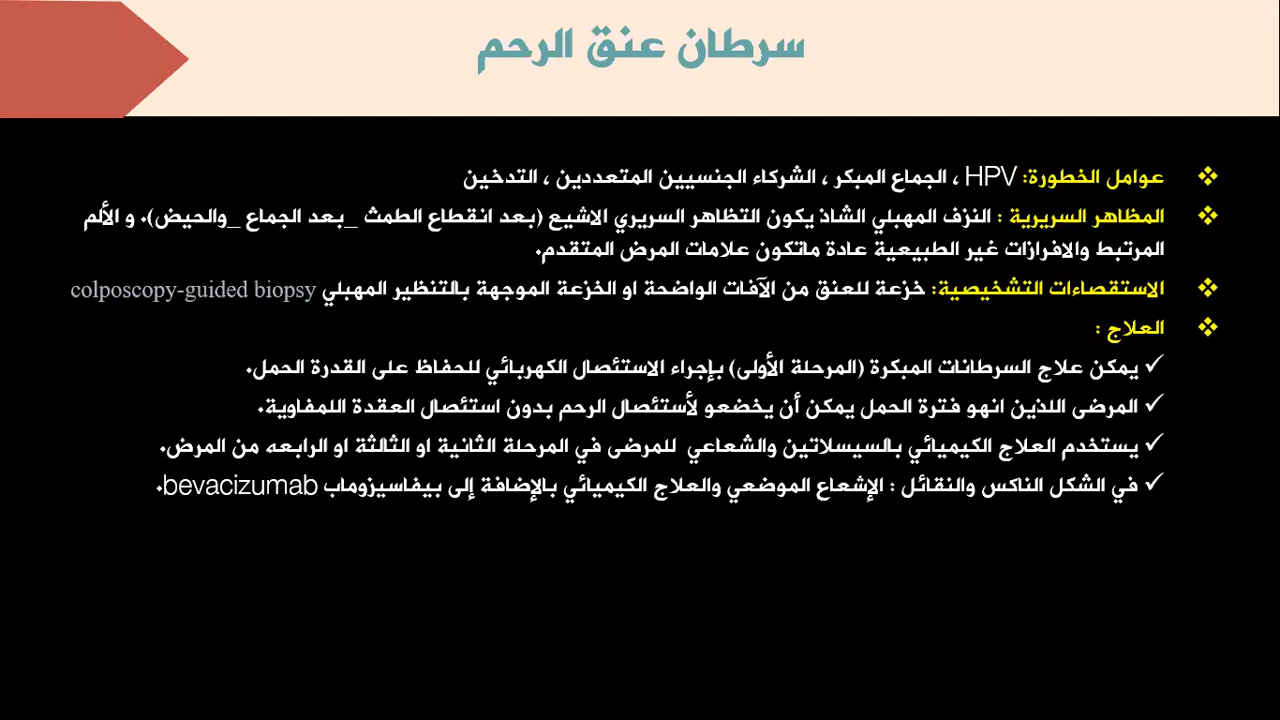 سرطان عنق الرحم
❖ عوامل الخطورة: HPV ، الجماع المبكر ، الشركاء الجنسيين المتعددين ، التدخين
❖ المظاهر السريرية : النزف المهبلي الشاذ يكون التظاهر السريري الاشيع (بعد انقطاع الطمث _بعد الجماع _والحيض). و الألم
المرتبط والافرازات غير الطبيعية عادة ماتكون علامات المرض المتقدم.
❖ الاستقصاءات التشخيصية: خزعة للعنق من الآفات الواضحة او الخزعة الموجهة بالتنظير المهبلي colposcopy-guided biopsy
❖ العلاج :
✓ يمكن علاج السرطانات المبكرة (المرحلة الأولى) بإجراء الاستئصال الكهربائي للحفاظ على القدرة الحمل.
✓ المرضى اللذين انهو فترة الحمل يمكن أن يخضعو لأستئصال الرحم بدون استئصال العقدة اللمفاوية.
✓ يستخدم العلاج الكيميائي بالسيسلاتين والشعاعي للمرضى في المرحلة الثانية او الثالثة او الرابعه من المرض.
✓ في الشكل الناكس والنقائل : الإشعاع الموضعي والعلاج الكيميائي بالإضافة إلى بيفاسيزوماب bevacizumab.